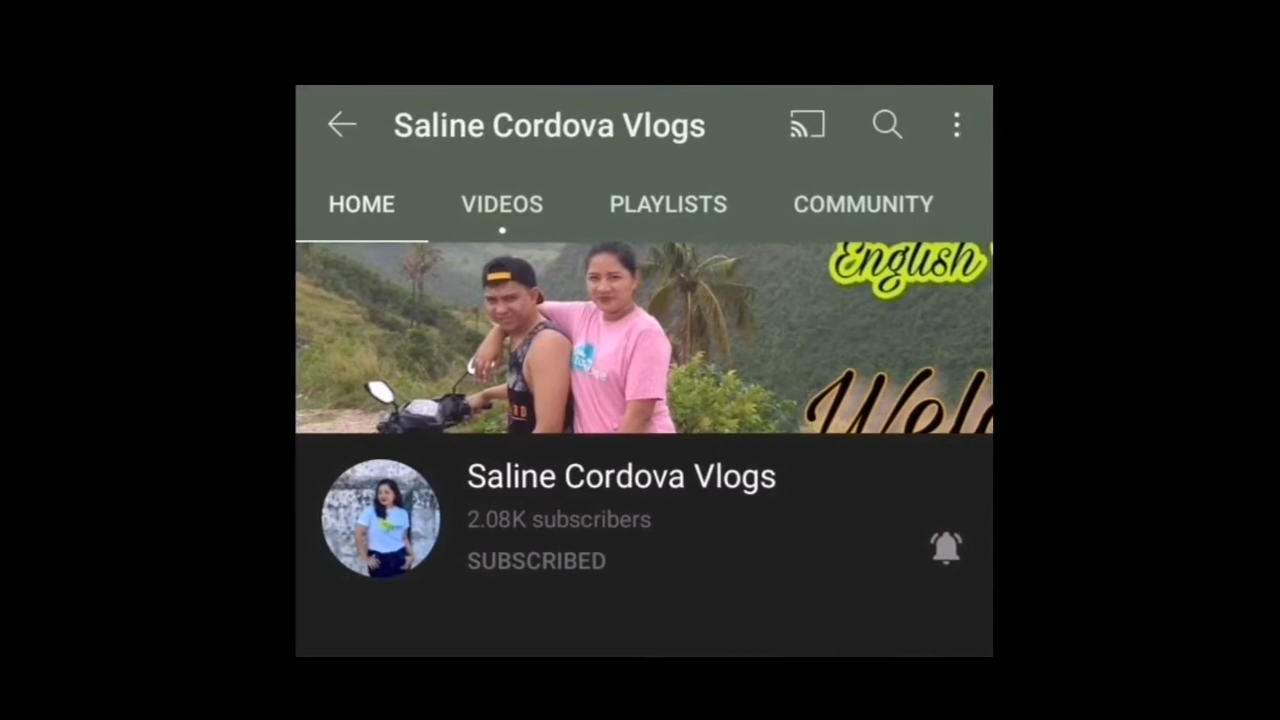 Saline Cordova Vlogs
HOME VIDEOS PLAYLISTS COMMUNITY
English
Saline Cordova Vlogs
2.08K subscribers
SUBSCRIBED